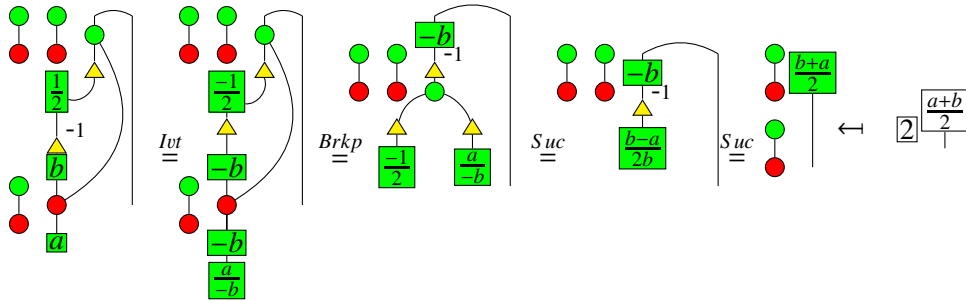 1/2
-1
b
a
Ivt
=
-1/2
-b
-b
a/-b
Brkp
=
-b
-1
-1/2
a/-b
Suc
=
-b
-1
b-a/2b
Suc
=
b+a/2
↤
2
a+b/2